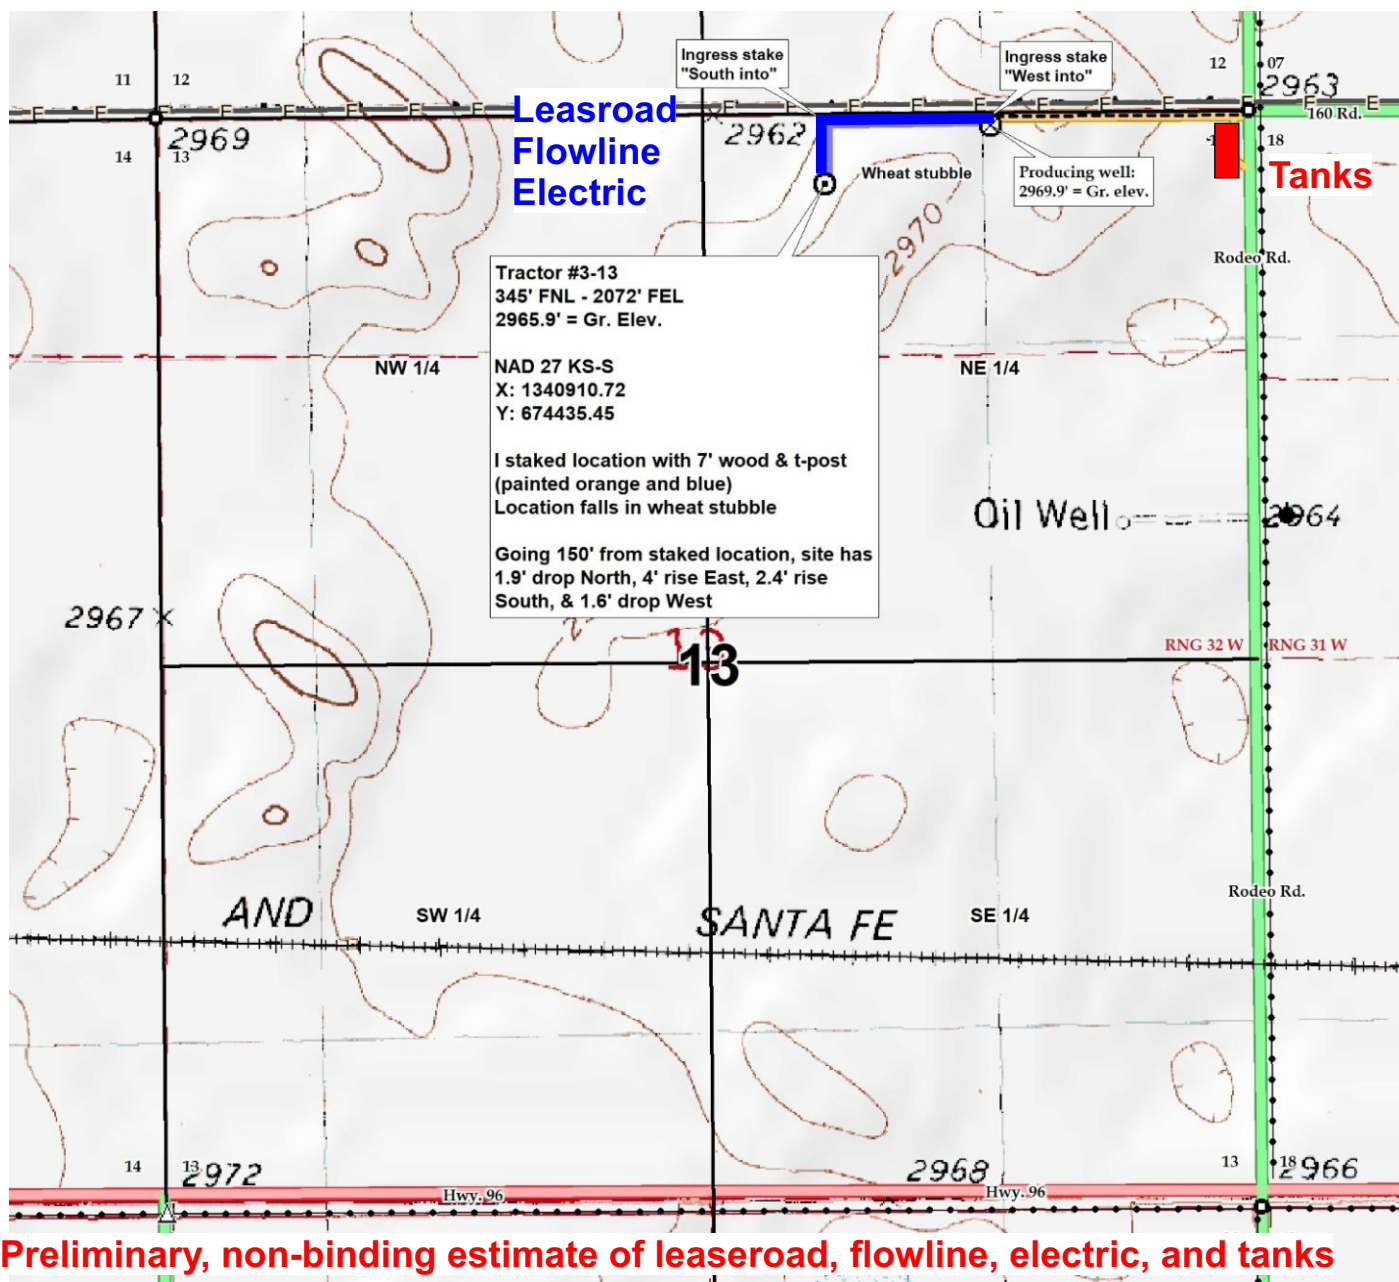 11 12
12 07
2963
Ingress stake
"South into"
Ingress stake
"West into"
E E E E E E E E E E E E E E E E E E
160 Rd.
Leasroad
Flowline
Electric
2969
2962
14 13
18
Wheat stubble
Producing well:
2969.9' = Gr. elev.
Tanks
2970
Rodeo Rd.
Tractor #3-13
345' FNL - 2072' FEL
2965.9' = Gr. Elev.
NAD 27 KS-S
X: 1340910.72
Y: 674435.45
I staked location with 7' wood & t-post
(painted orange and blue)
Location falls in wheat stubble
Going 150' from staked location, site has
1.9' drop North, 4' rise East, 2.4' rise
South, & 1.6' drop West
NW 1/4
NE 1/4
Oil Well
2964
2967
13
13
RNG 32 W
RNG 31 W
Rodeo Rd.
AND
SW 1/4
SANTA FE
SE 1/4
14 13
2972
2968
13 18
2966
Hwy. 96
Hwy. 96
Preliminary, non-binding estimate of leaseroad, flowline, electric, and tanks